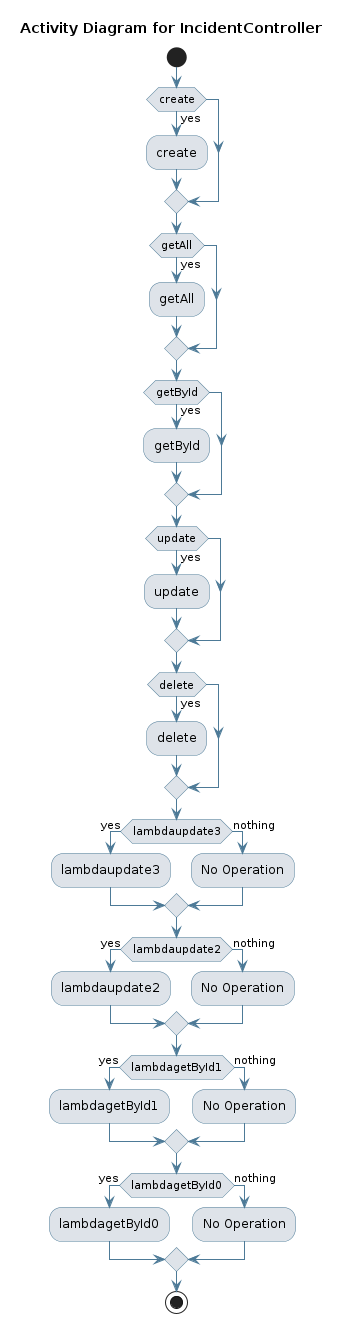 Activity Diagram for IncidentController
create
yes
create
getAll
yes
getAll
getById
yes
getById
update
yes
update
delete
yes
delete
yes lambdaupdate3 nothing
lambdaupdate3 No Operation
yes lambdaupdate2 nothing
lambdaupdate2 No Operation
yes lambdagetById1 nothing
lambdagetById1 No Operation
yes lambdagetById0 nothing
lambdagetById0 No Operation